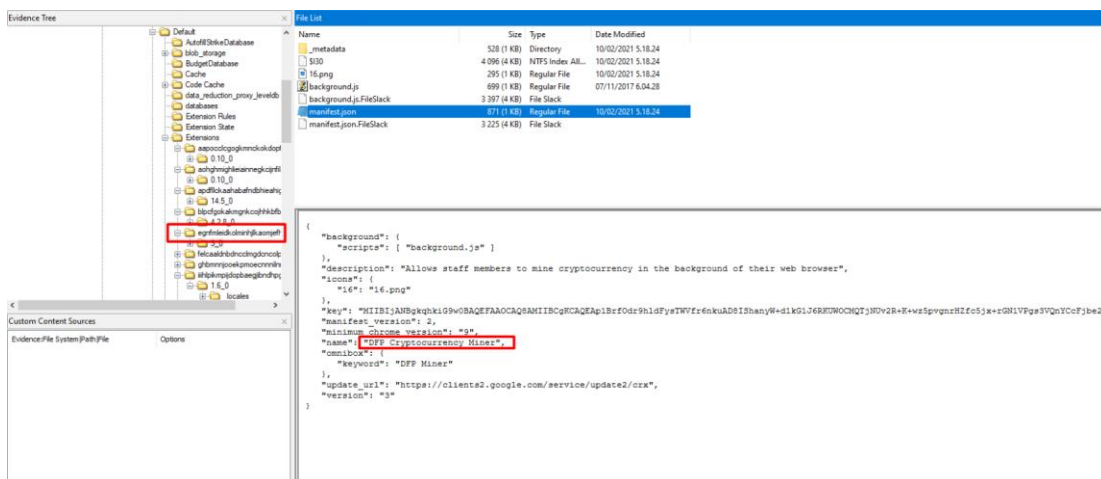 Evidence Tree
Default
AutofillStrikeDatabase
blob_storage
BudgetDatabase
Cache
Code Cache
data_reduction_proxy_leveldb
databases
Extension Rules
Extension State
Extensions
0.10_0
0.10_0
14.5_0
4.2.8_0
3_0
1.6_0
locales
Custom Content Sources
Evidence:File System|Path|File Options
File List
Name Size Type Date Modified
_metadata 528 (1 KB) Directory 10/02/2021 5.18.24
$I30 4 096 (4 KB) NTFS Index All... 10/02/2021 5.18.24
16.png 295 (1 KB) Regular File 10/02/2021 5.18.24
background.js 699 (1 KB) Regular File 07/11/2017 6.04.28
background.js.FileSlack 3 397 (4 KB) File Slack
manifest.json 871 (1 KB) Regular File 10/02/2021 5.18.24
manifest.json.FileSlack 3 225 (4 KB) File Slack
{
"background": {
"scripts": [ "background.js" ]
},
"description": "Allows staff members to mine cryptocurrency in the background of their web browser",
"icons": {
"16": "16.png"
},
"key":
"manifest_version": 2,
"minimum_chrome_version": "9",
"name": "DFP Cryptocurrency Miner",
"omnibox": {
"keyword": "DFP Miner"
},
"update_url": "https://clients2.google.com/service/update2/crx",
"version": "3"
}